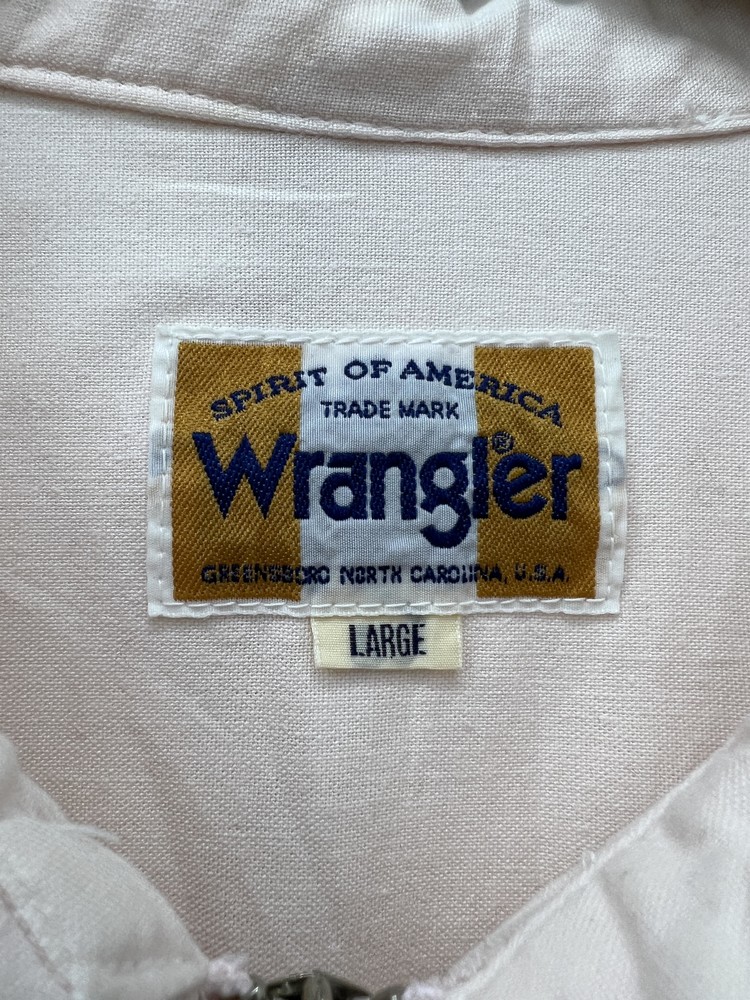 SPIRIT OF AMERICA
TRADE MARK
Wrangler®
GREENSBORO NORTH CAROLINA, U.S.A.
LARGE